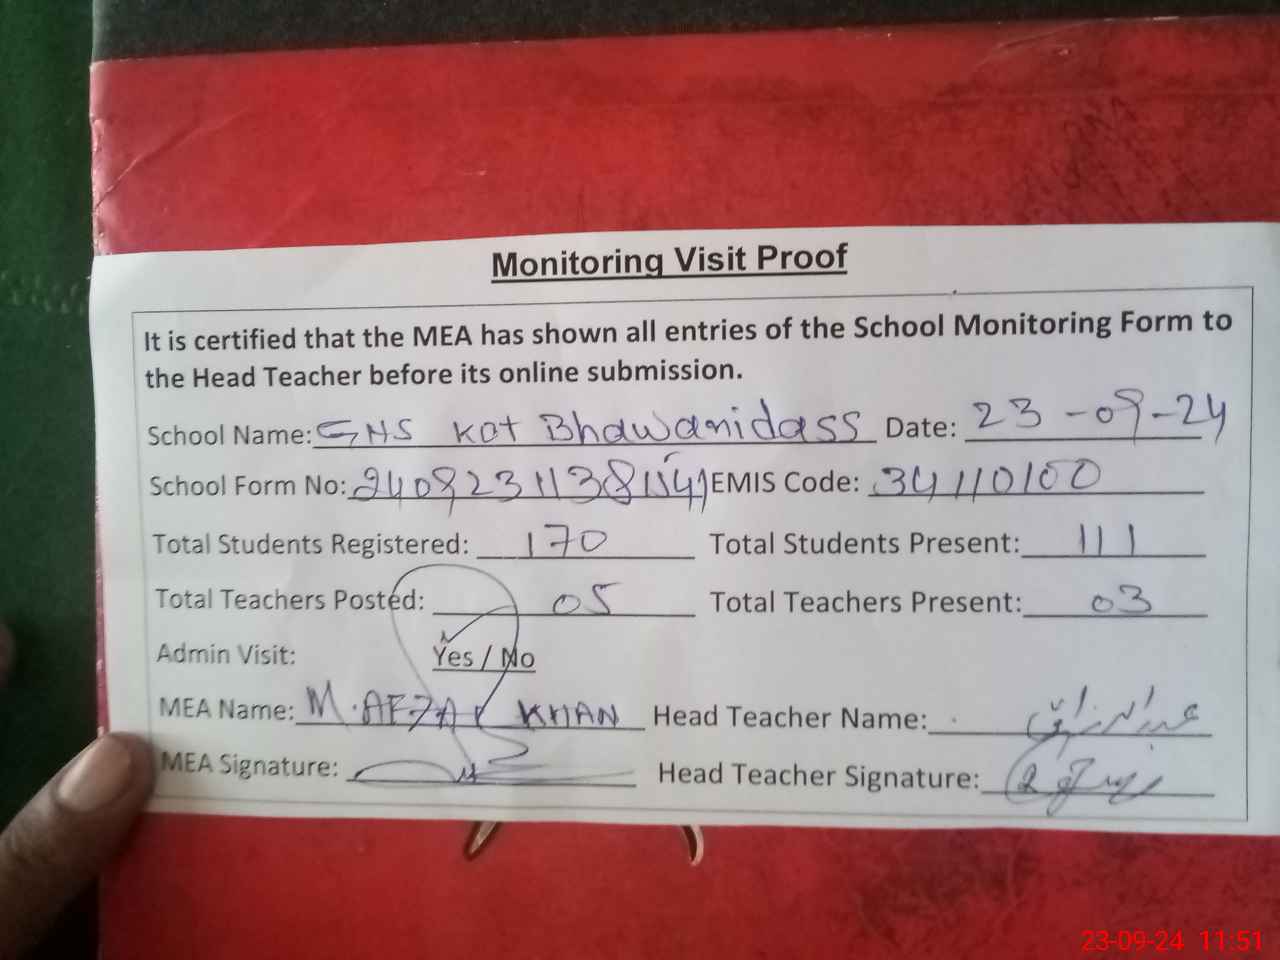 Monitoring Visit Proof
It is certified that the MEA has shown all entries of the School Monitoring Form to
the Head Teacher before its online submission.
School Name: GHS Kot Bhawanidass Date: 23-09-24
School Form No: EMIS Code: 34110100
Total Students Registered: 170 Total Students Present: 111
Total Teachers Posted: 05 Total Teachers Present: 03
Admin Visit: Yes / No
MEA Name: M. AFZAL KHAN Head Teacher Name:
MEA Signature: Head Teacher Signature:
23-09-24 11:51